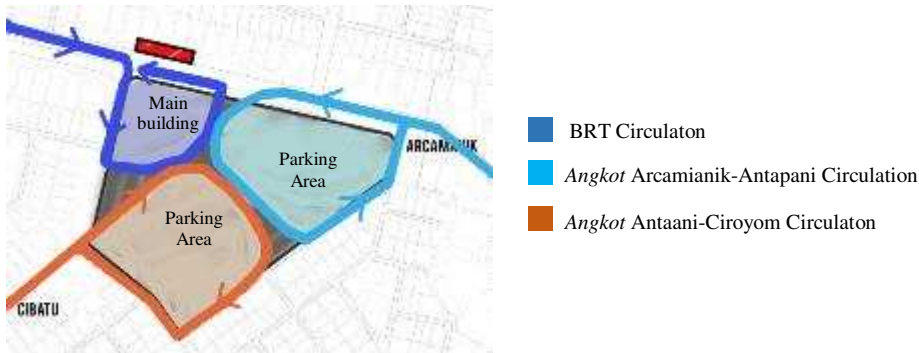 Main
building
Parking
Area
Parking
Area
ARCAMANIK
CIBATU
BRT Circulaton
Angkot Arcamianik-Antapani Circulation
Angkot Antaani-Ciroyom Circulaton